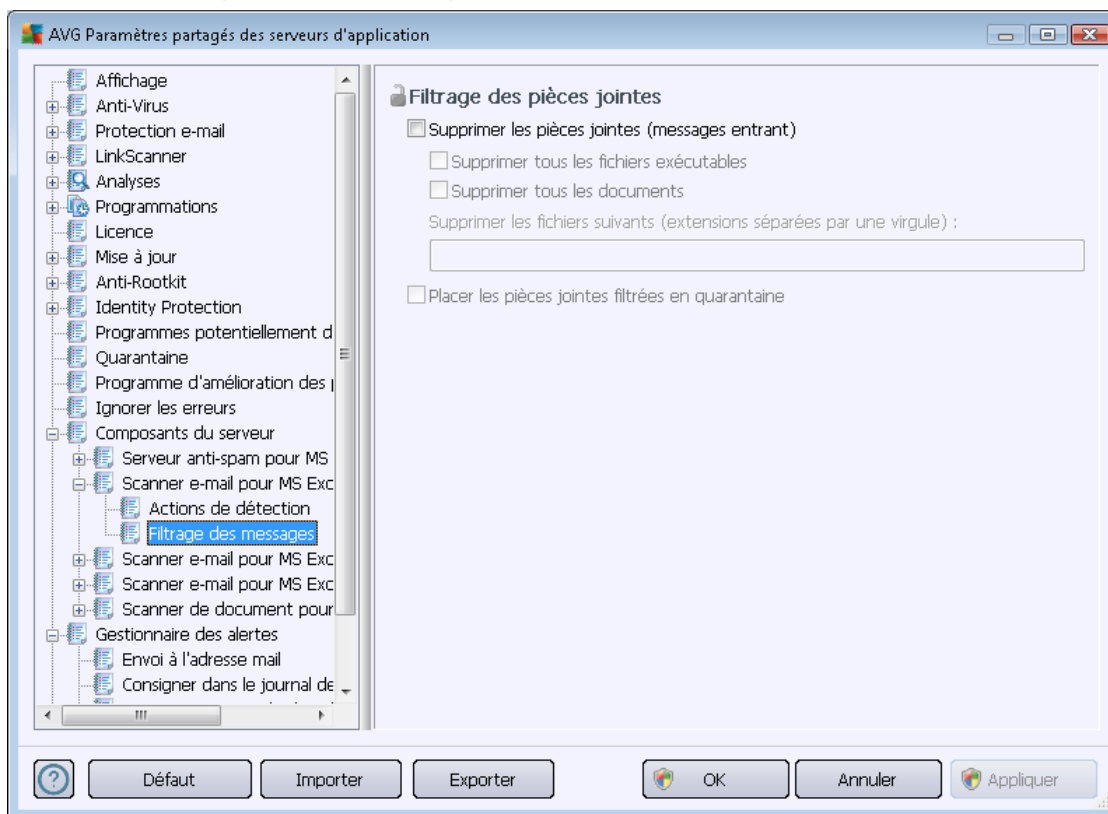 AVG Paramètres partagés des serveurs d'application
Affichage
Anti-Virus
Protection e-mail
LinkScanner
Analyses
Programmations
Licence
Mise à jour
Anti-Rootkit
Identity Protection
Programmes potentiellement d
Quarantaine
Programme d'amélioration des
Ignorer les erreurs
Composants du serveur
Serveur anti-spam pour MS
Scanner e-mail pour MS Exc
Actions de détection
Filtrage des messages
Scanner e-mail pour MS Exc
Scanner e-mail pour MS Exc
Scanner de document pour
Gestionnaire des alertes
Envoi à l'adresse mail
Consigner dans le journal de
Filtrage des pièces jointes
Supprimer les pièces jointes (messages entrant)
Supprimer tous les fichiers exécutables
Supprimer tous les documents
Supprimer les fichiers suivants (extensions séparées par une virgule) :
Placer les pièces jointes filtrées en quarantaine
Défaut
Importer
Exporter
OK
Annuler
Appliquer